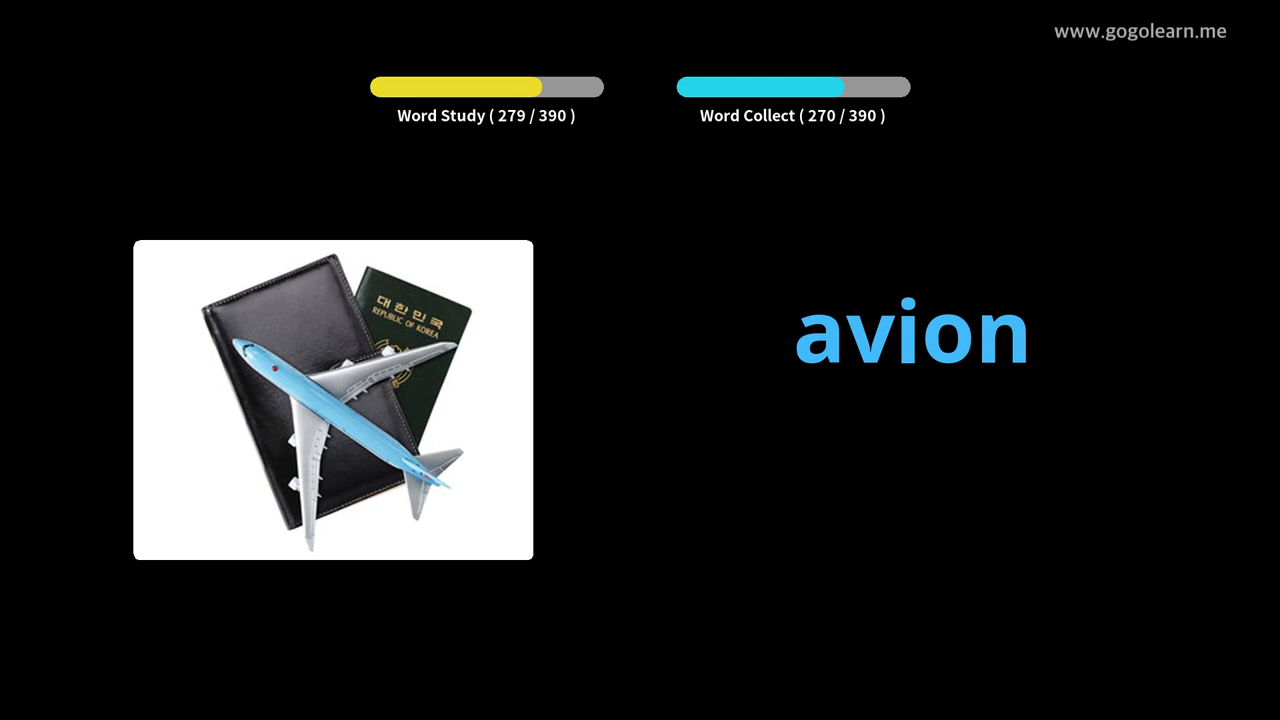 www.gogolearn.me
Word Study ( 279 / 390 )
Word Collect ( 270 / 390 )
대한민국
REPUBLIC OF KOREA
avion